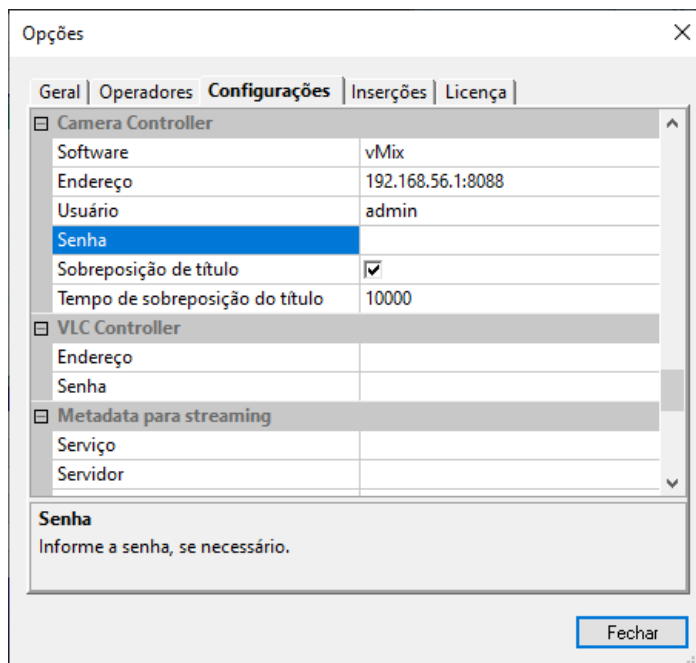 Opções
Geral Operadores Configurações Inserções Licença
Camera Controller
Software vMix
Endereço 192.168.56.1:8088
Usuário admin
Senha
Sobreposição de título
Tempo de sobreposição do título 10000
VLC Controller
Endereço
Senha
Metadata para streaming
Serviço
Servidor
Senha
Informe a senha, se necessário.
Fechar